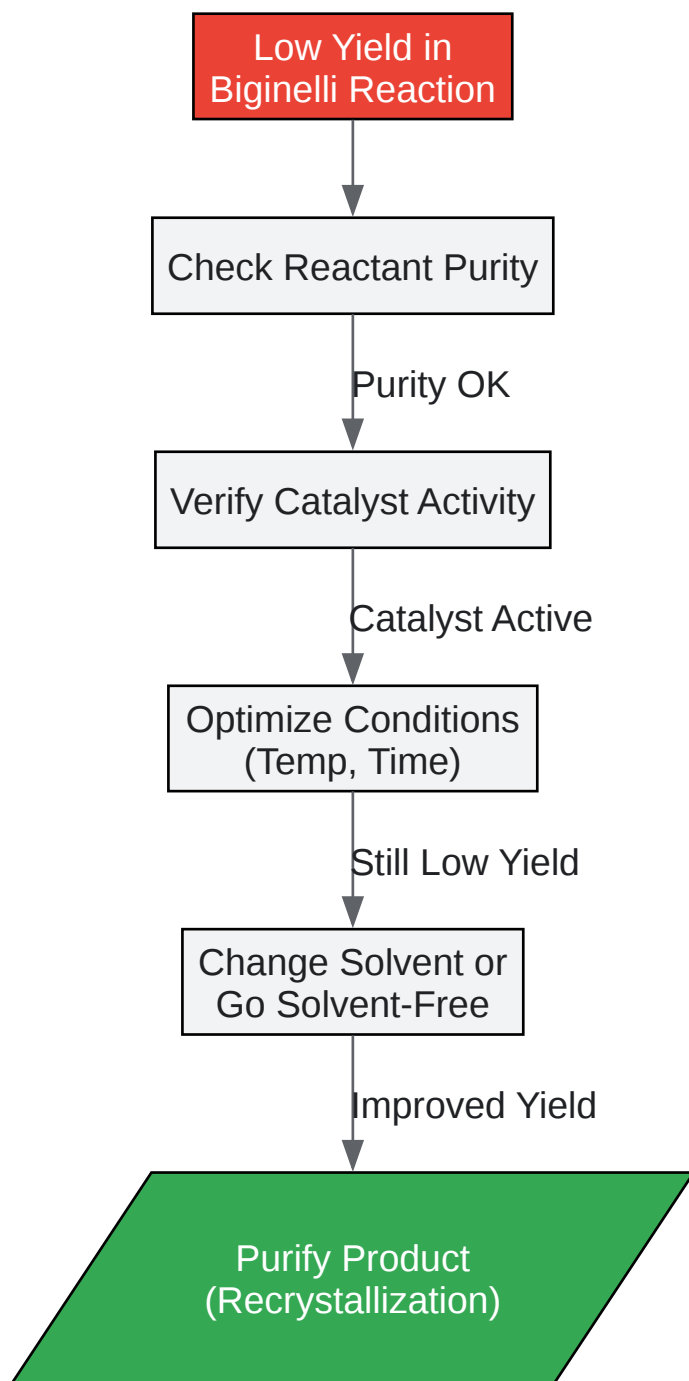 Low Yield in
Biginelli Reaction
Check Reactant Purity
Purity OK
Verify Catalyst Activity
Catalyst Active
Optimize Conditions
(Temp, Time)
Still Low Yield
Change Solvent or
Go Solvent-Free
Improved Yield
Purify Product
(Recrystallization)